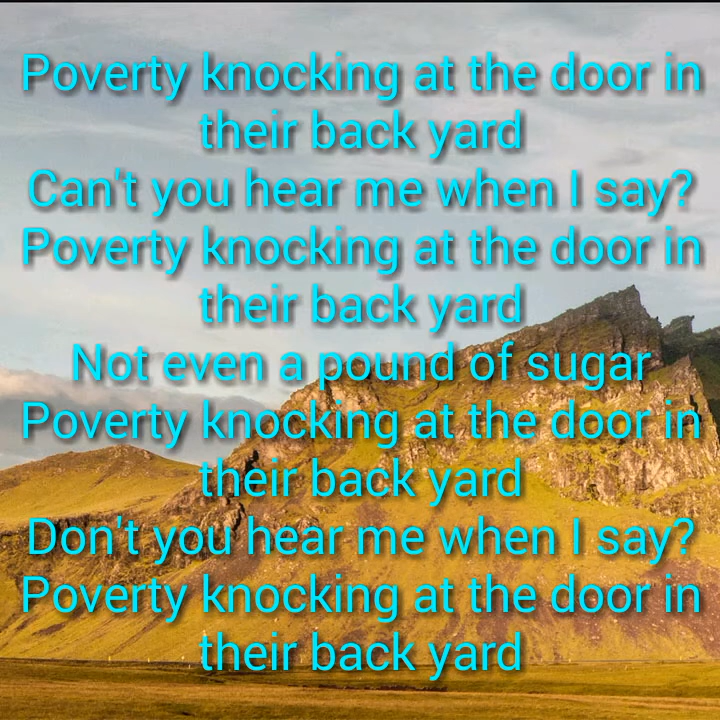 Poverty knocking at the door in
their back yard
Can't you hear me when I say?
Poverty knocking at the door in
their back yard
Not even a pound of sugar
Poverty knocking at the door in
their back yard
Don't you hear me when I say?
Poverty knocking at the door in
their back yard